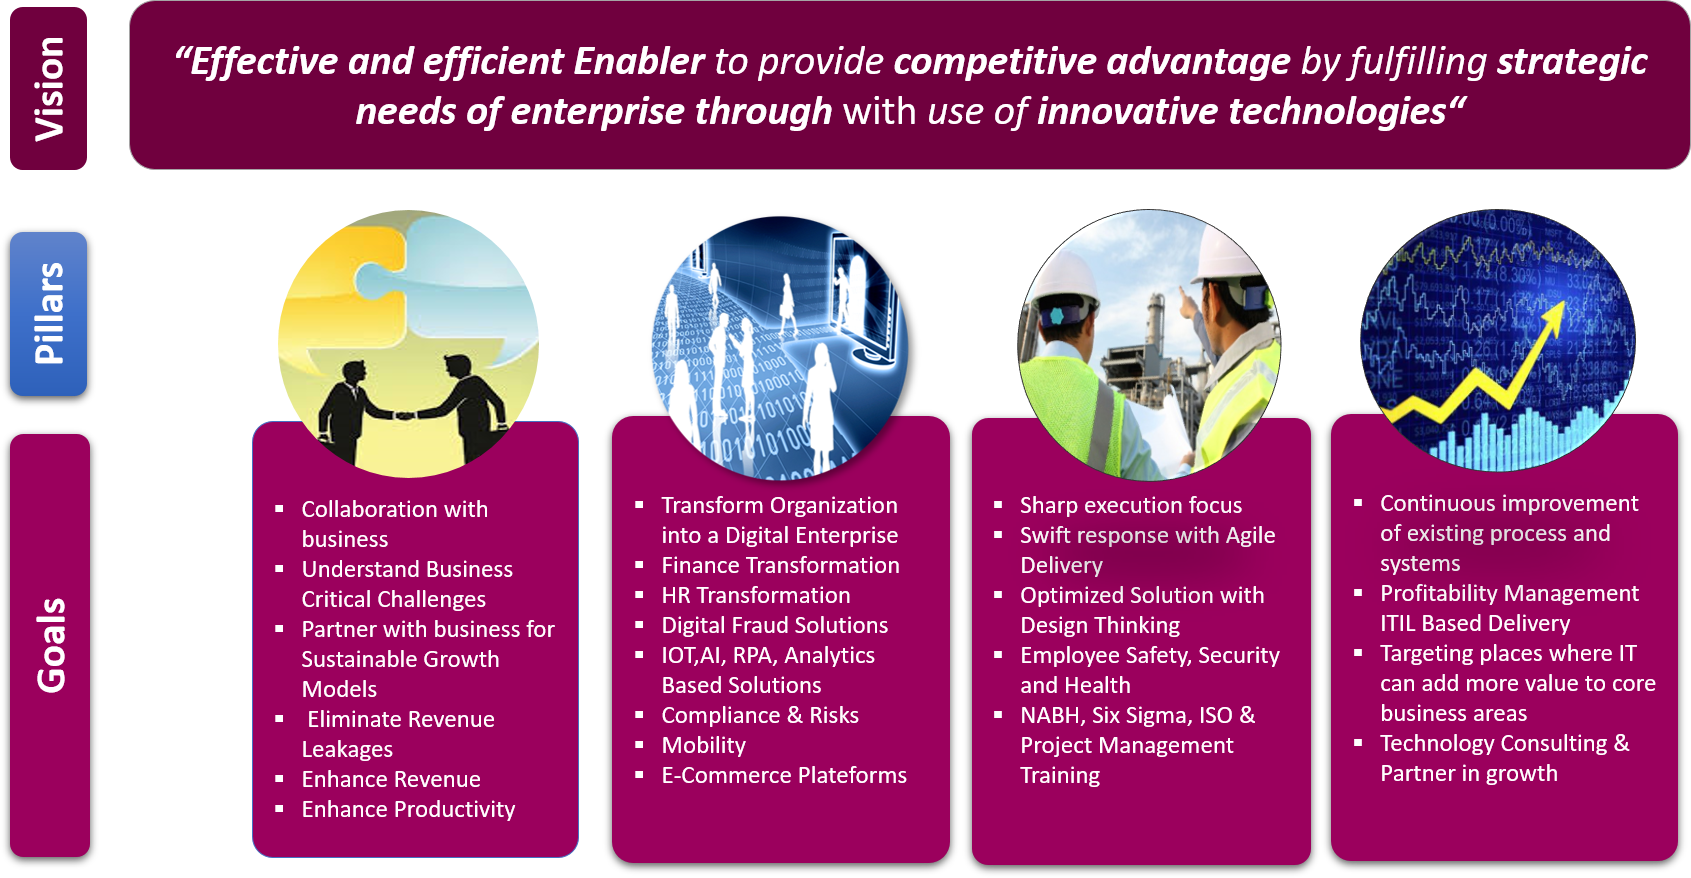 Vision
“Effective and efficient Enabler to provide competitive advantage by fulfilling strategic
needs of enterprise through with use of innovative technologies“
Pillars
Goals
▪ Collaboration with
business
▪ Understand Business
Critical Challenges
▪ Partner with business for
Sustainable Growth
Models
▪ Eliminate Revenue
Leakages
▪ Enhance Revenue
▪ Enhance Productivity
▪ Transform Organization
into a Digital Enterprise
▪ Finance Transformation
▪ HR Transformation
▪ Digital Fraud Solutions
▪ IOT,AI, RPA, Analytics
Based Solutions
▪ Compliance & Risks
▪ Mobility
▪ E-Commerce Plateforms
▪ Sharp execution focus
▪ Swift response with Agile
Delivery
▪ Optimized Solution with
Design Thinking
▪ Employee Safety, Security
and Health
▪ NABH, Six Sigma, ISO &
Project Management
Training
▪ Continuous improvement
of existing process and
systems
▪ Profitability Management
ITIL Based Delivery
▪ Targeting places where IT
can add more value to core
business areas
▪ Technology Consulting &
Partner in growth